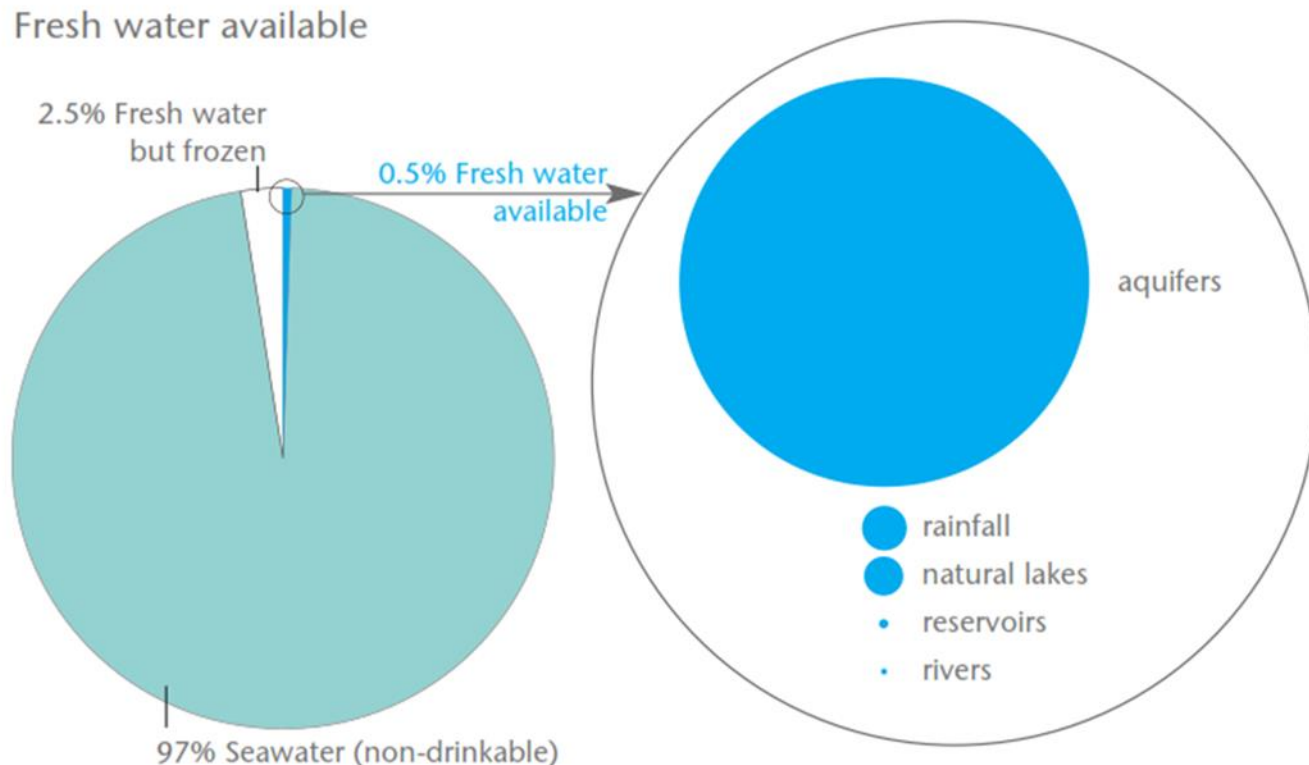 Fresh water available
2.5% Fresh water
but frozen
0.5% Fresh water
available
97% Seawater (non-drinkable)
aquifers
rainfall
natural lakes
reservoirs
rivers